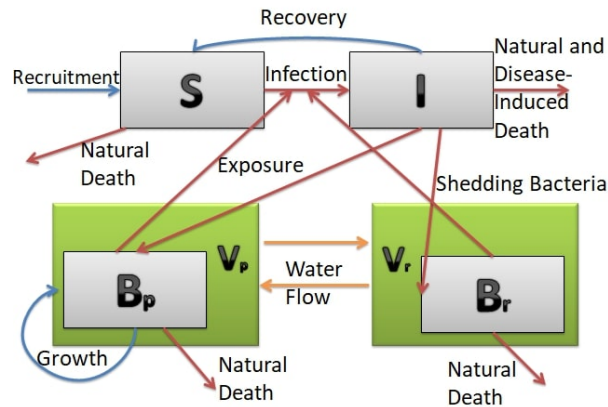 Recovery
Recruitment
S
Infection
I
Natural and
Disease-
Induced
Death
Natural
Death
Exposure
Shedding Bacteria
Vp
Water
Flow
Vr
Bp
Br
Growth
Natural
Death
Natural
Death